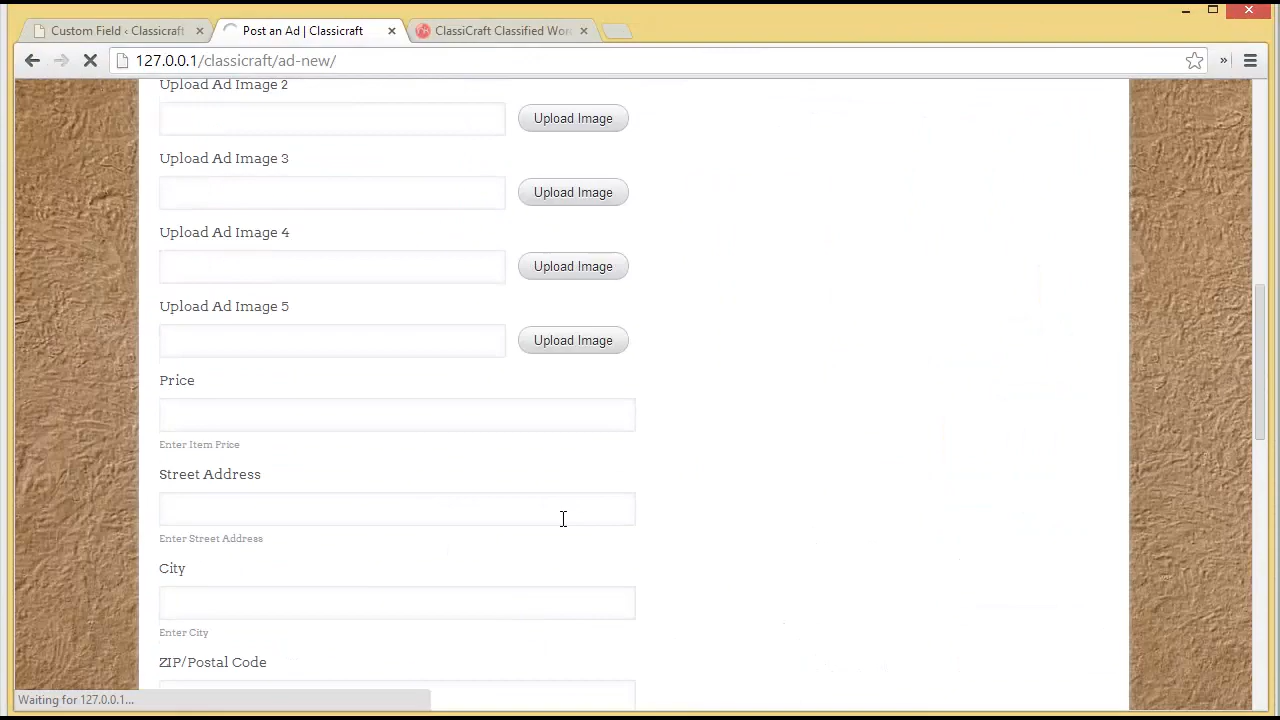 Custom Field ‹ Classicraft
Post an Ad | Classicraft
ClassiCraft Classified Wor
127.0.0.1/classicraft/ad-new/
Upload Ad Image 2
Upload Image
Upload Ad Image 3
Upload Image
Upload Ad Image 4
Upload Image
Upload Ad Image 5
Upload Image
Price
Enter Item Price
Street Address
Enter Street Address
City
Enter City
ZIP/Postal Code
Waiting for 127.0.0.1...